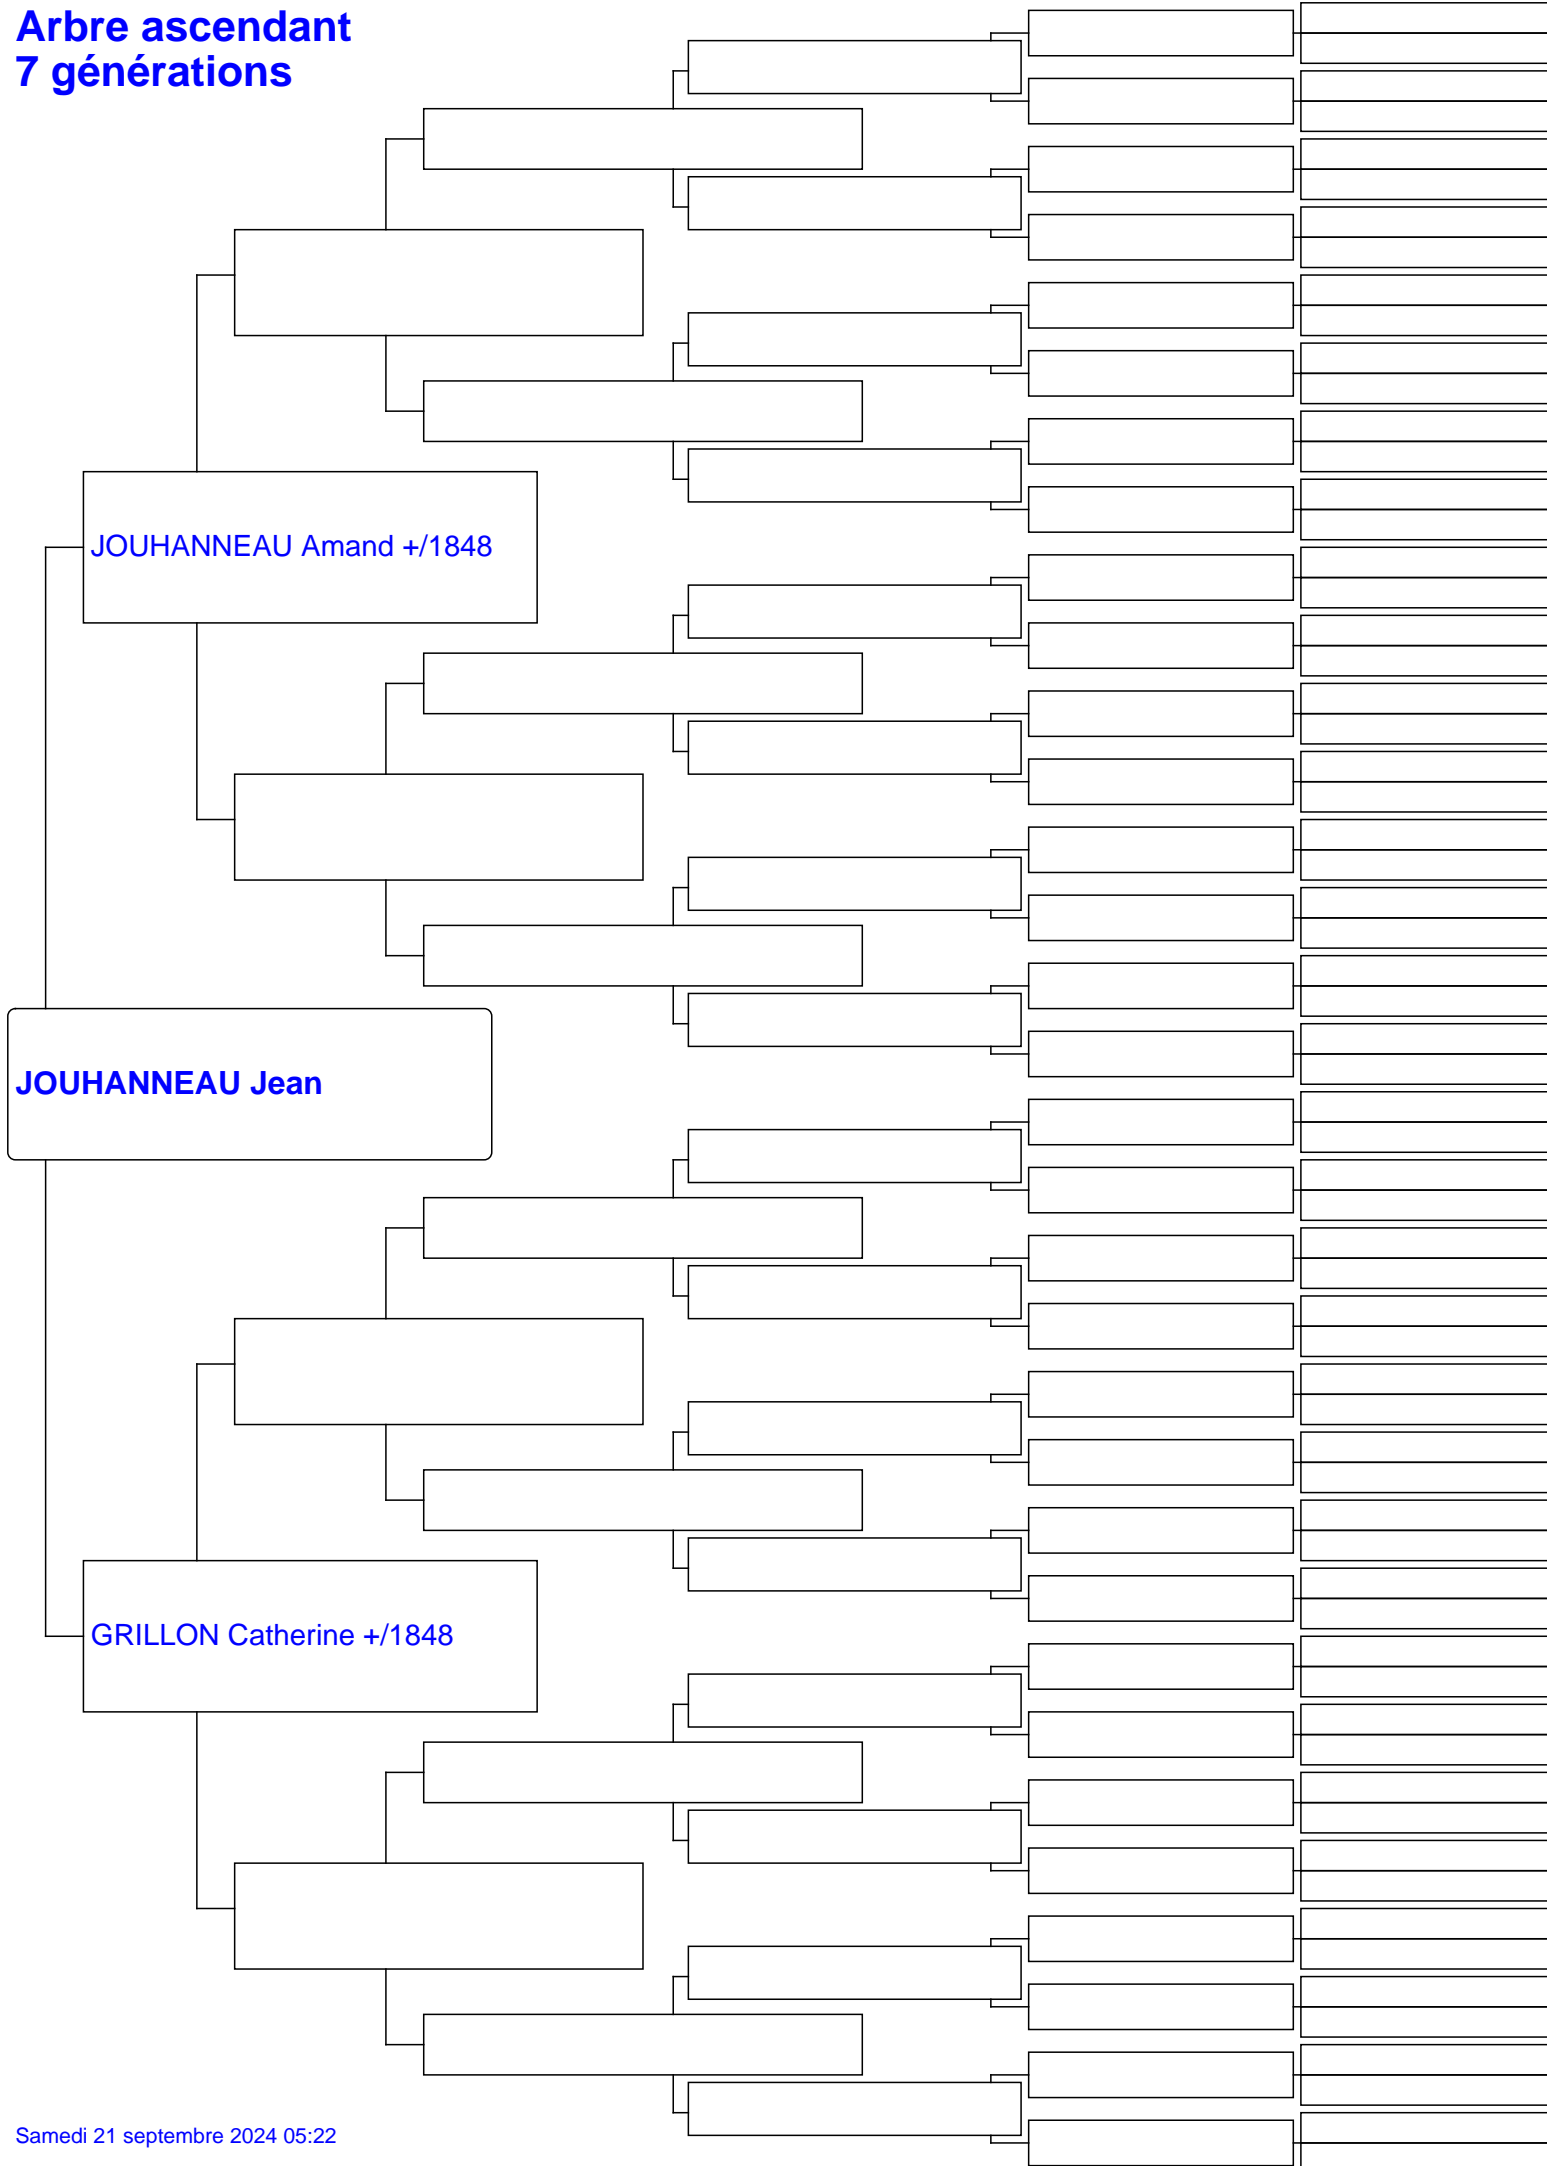 Arbre ascendant
7 générations
JOUHANNEAU Amand +/1848
JOUHANNEAU Jean
GRILLON Catherine +/1848
Samedi 21 septembre 2024 05:22